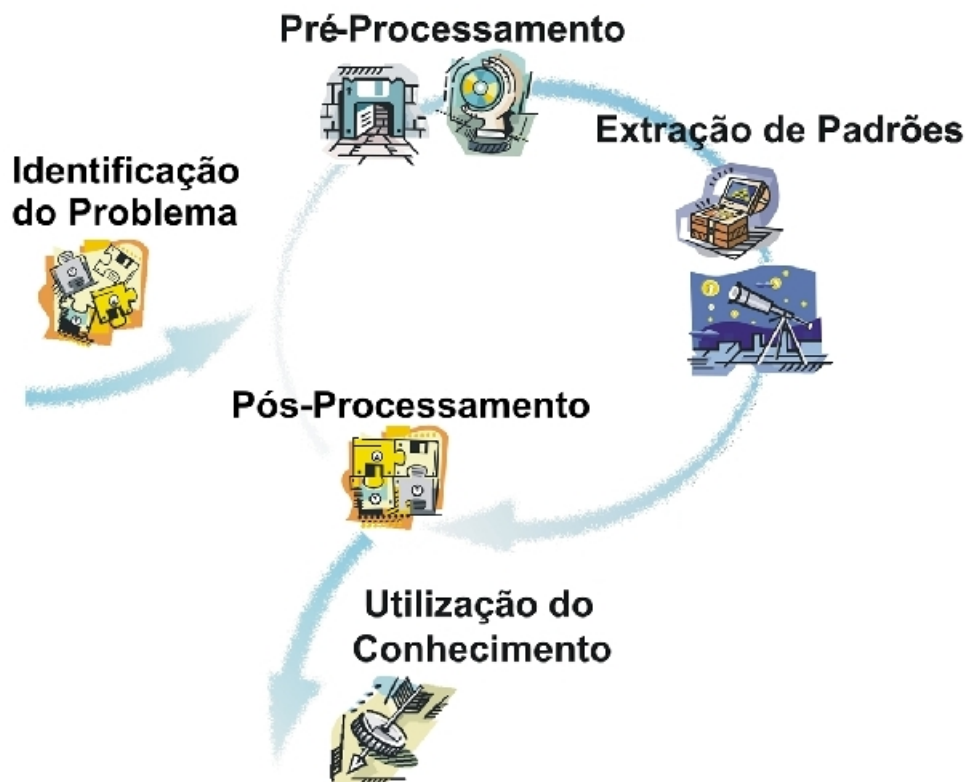 Pré-Processamento
Extração de Padrões
Identificação
do Problema
Pós-Processamento
Utilização do
Conhecimento